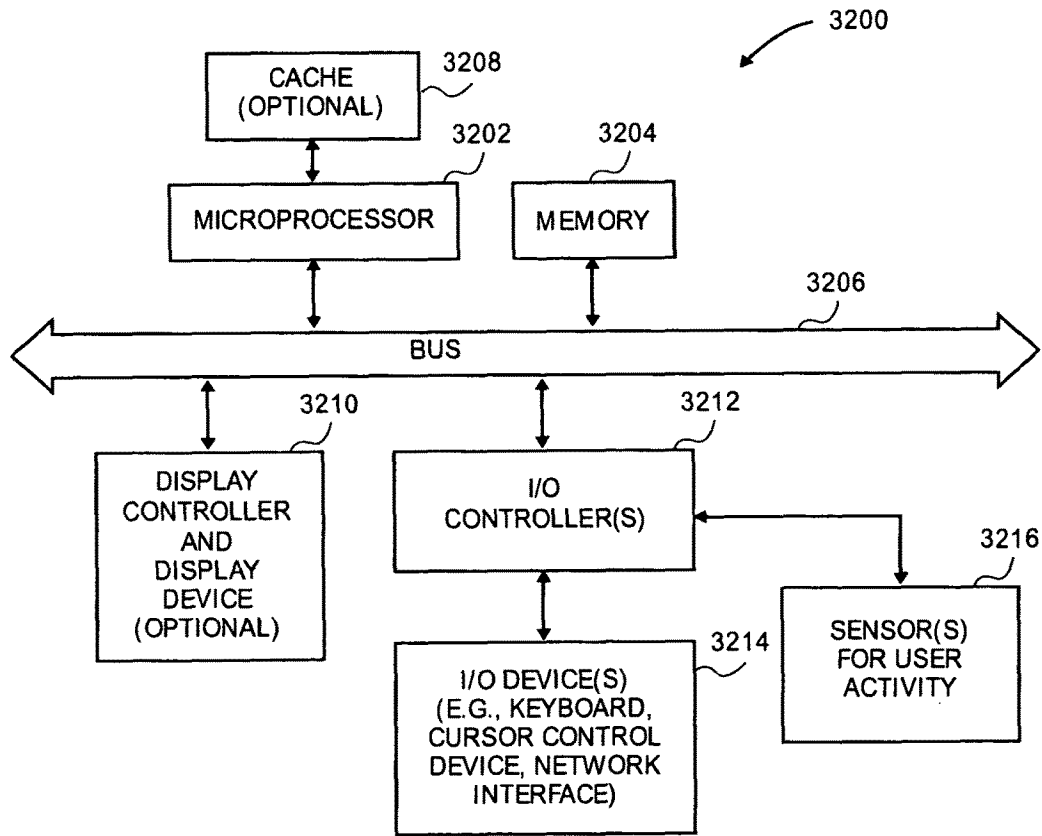 3200
CACHE
(OPTIONAL)
3208
3202
3204
MICROPROCESSOR
MEMORY
3206
BUS
3210
3212
DISPLAY
CONTROLLER
AND
DISPLAY
DEVICE
(OPTIONAL)
I/O
CONTROLLER(S)
3216
SENSOR(S)
FOR USER
ACTIVITY
3214
I/O DEVICE(S)
(E.G., KEYBOARD,
CURSOR CONTROL
DEVICE, NETWORK
INTERFACE)